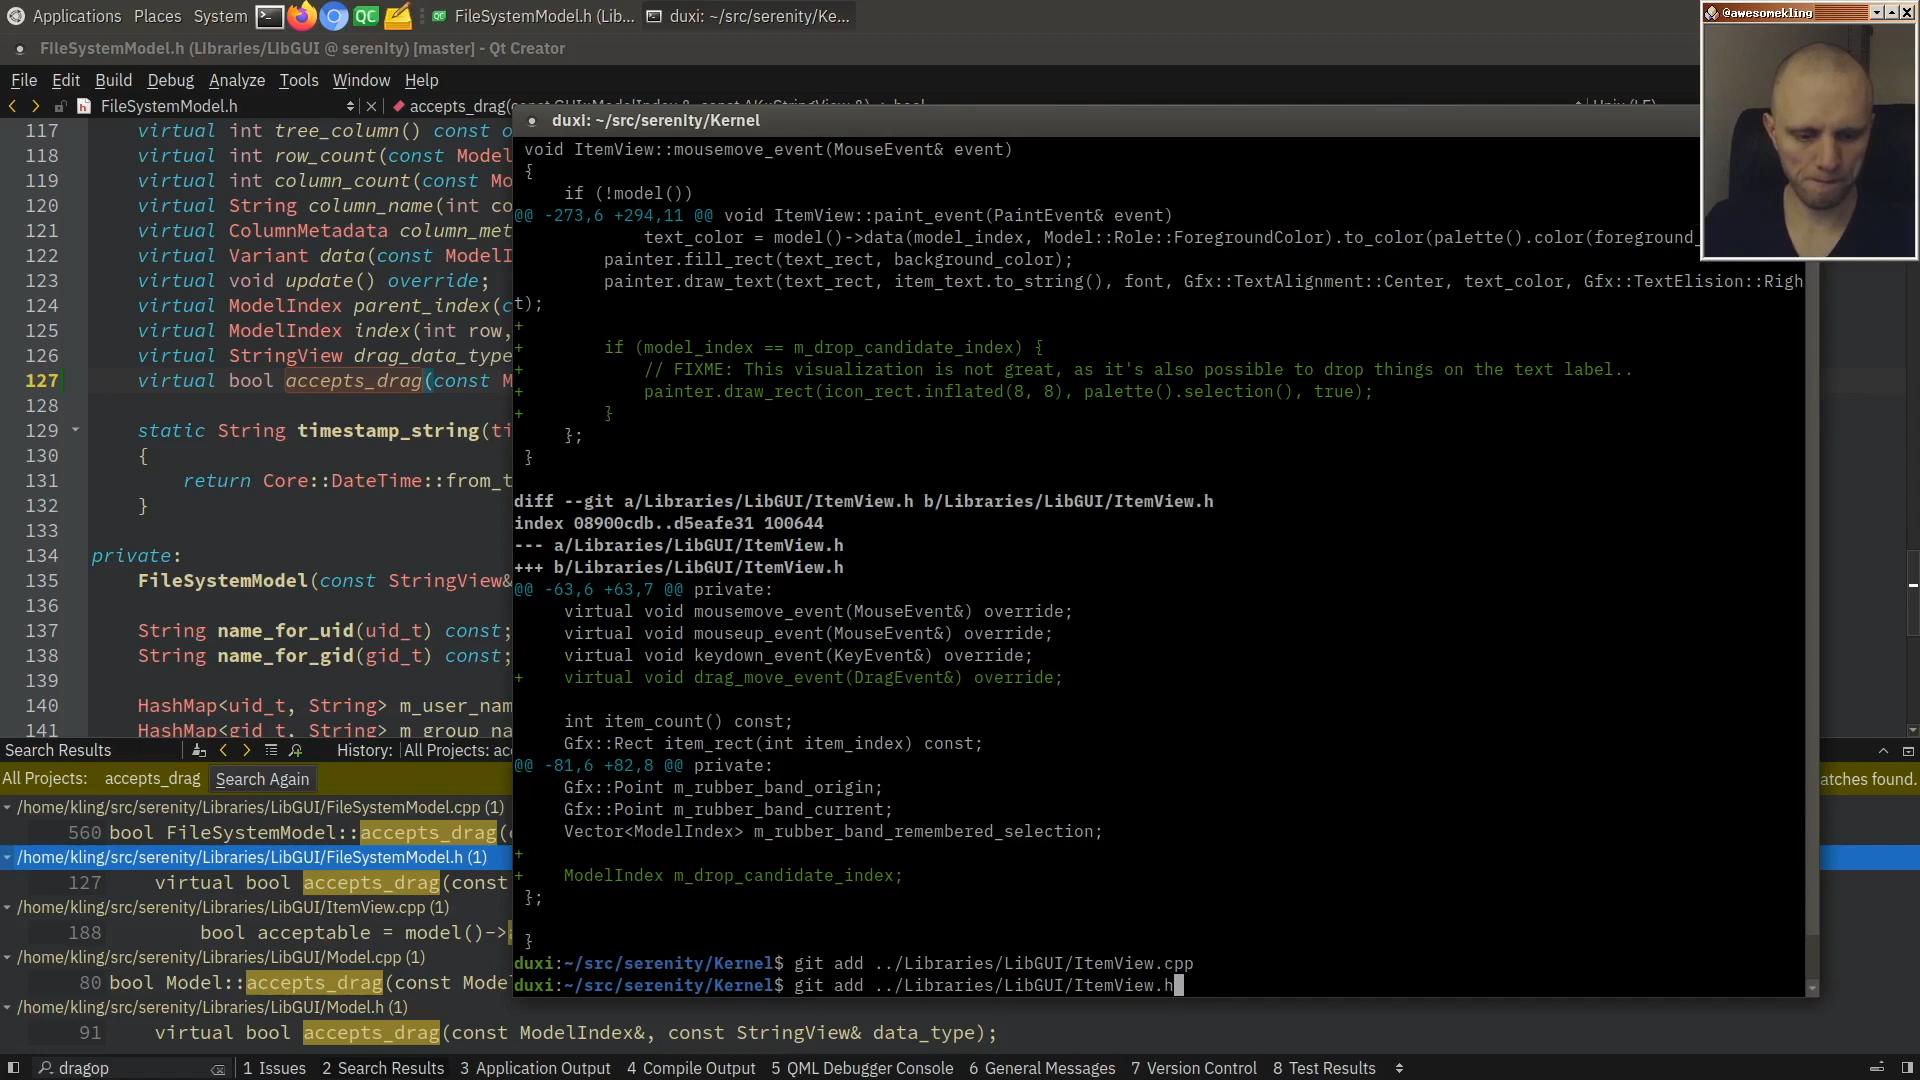 Applications Places System FileSystemModel.h (Lib... duxi: ~/src/serenity/Ke...
@awesomekling
FileSystemModel.h (Libraries/LibGUI @ serenity) [master] - Qt Creator
File Edit Build Debug Analyze Tools Window Help
FileSystemModel.h accepts_drag(const GUI::ModelIndex &, const AK::StringView &) -> bool Unix (LF)
117 virtual int tree_column() const o
118 virtual int row_count(const Model
119 virtual int column_count(const Mo
120 virtual String column_name(int co
121 virtual ColumnMetadata column_met
122 virtual Variant data(const ModelI
123 virtual void update() override;
124 virtual ModelIndex parent_index(c
125 virtual ModelIndex index(int row,
126 virtual StringView drag_data_type
127 virtual bool accepts_drag(const M
128
129 static String timestamp_string(ti
130 {
131 return Core::DateTime::from_t
132 }
133
134 private:
135 FileSystemModel(const StringView&
136
137 String name_for_uid(uid_t) const;
138 String name_for_gid(gid_t) const;
139
140 HashMap<uid_t, String> m_user_nam
141 HashMap<gid_t, String> m_group_na
duxi: ~/src/serenity/Kernel
void ItemView::mousemove_event(MouseEvent& event)
{
if (!model())
@@ -273,6 +294,11 @@ void ItemView::paint_event(PaintEvent& event)
text_color = model()->data(model_index, Model::Role::ForegroundColor).to_color(palette().color(foreground_
painter.fill_rect(text_rect, background_color);
painter.draw_text(text_rect, item_text.to_string(), font, Gfx::TextAlignment::Center, text_color, Gfx::TextElision::Righ
t);
+
+ if (model_index == m_drop_candidate_index) {
+ // FIXME: This visualization is not great, as it's also possible to drop things on the text label..
+ painter.draw_rect(icon_rect.inflated(8, 8), palette().selection(), true);
+ }
};
}
diff --git a/Libraries/LibGUI/ItemView.h b/Libraries/LibGUI/ItemView.h
index 08900cdb..d5eafe31 100644
--- a/Libraries/LibGUI/ItemView.h
+++ b/Libraries/LibGUI/ItemView.h
@@ -63,6 +63,7 @@ private:
virtual void mousemove_event(MouseEvent&) override;
virtual void mouseup_event(MouseEvent&) override;
virtual void keydown_event(KeyEvent&) override;
+ virtual void drag_move_event(DragEvent&) override;
int item_count() const;
Gfx::Rect item_rect(int item_index) const;
@@ -81,6 +82,8 @@ private:
Gfx::Point m_rubber_band_origin;
Gfx::Point m_rubber_band_current;
Vector<ModelIndex> m_rubber_band_remembered_selection;
+
+ ModelIndex m_drop_candidate_index;
};
}
duxi:~/src/serenity/Kernel$ git add ../Libraries/LibGUI/ItemView.cpp
duxi:~/src/serenity/Kernel$ git add ../Libraries/LibGUI/ItemView.h
Search Results History: All Projects: acc
All Projects: accepts_drag Search Again atches found.
/home/kling/src/serenity/Libraries/LibGUI/FileSystemModel.cpp (1)
560 bool FileSystemModel::accepts_drag(
/home/kling/src/serenity/Libraries/LibGUI/FileSystemModel.h (1)
127 virtual bool accepts_drag(const
/home/kling/src/serenity/Libraries/LibGUI/ItemView.cpp (1)
188 bool acceptable = model()->
/home/kling/src/serenity/Libraries/LibGUI/Model.cpp (1)
80 bool Model::accepts_drag(const Mode
/home/kling/src/serenity/Libraries/LibGUI/Model.h (1)
91 virtual bool accepts_drag(const ModelIndex&, const StringView& data_type);
dragop 1 Issues 2 Search Results 3 Application Output 4 Compile Output 5 QML Debugger Console 6 General Messages 7 Version Control 8 Test Results